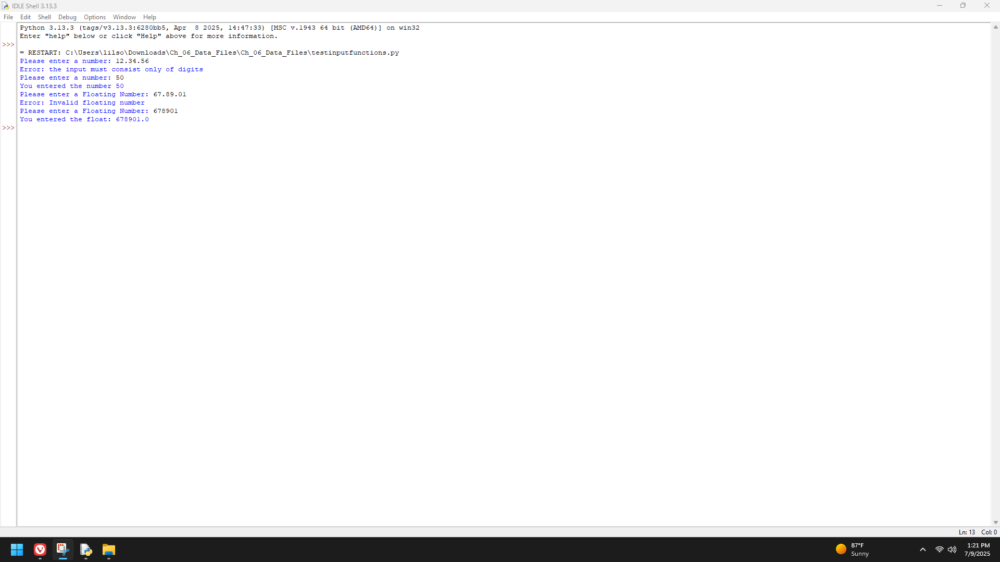 IDLE Shell 3.13.3
File Edit Shell Debug Options Window Help
Python 3.13.3 (tags/v3.13.3:6280bb5, Apr  8 2025, 14:47:33) [MSC v.1943 64 bit (AMD64)] on win32
Enter "help" below or click "Help" above for more information.
>>>
= RESTART: C:\Users\lilso\Downloads\Ch_06_Data_Files\Ch_06_Data_Files\testinputfunctions.py
Please enter a number: 12.34.56
Error: the input must consist only of digits
Please enter a number: 50
You entered the number 50
Please enter a Floating Number: 67.89.01
Error: Invalid floating number
Please enter a Floating Number: 678901
You entered the float: 678901.0
>>>
Ln: 13 Col: 0
87°F
Sunny
1:21 PM
7/9/2025